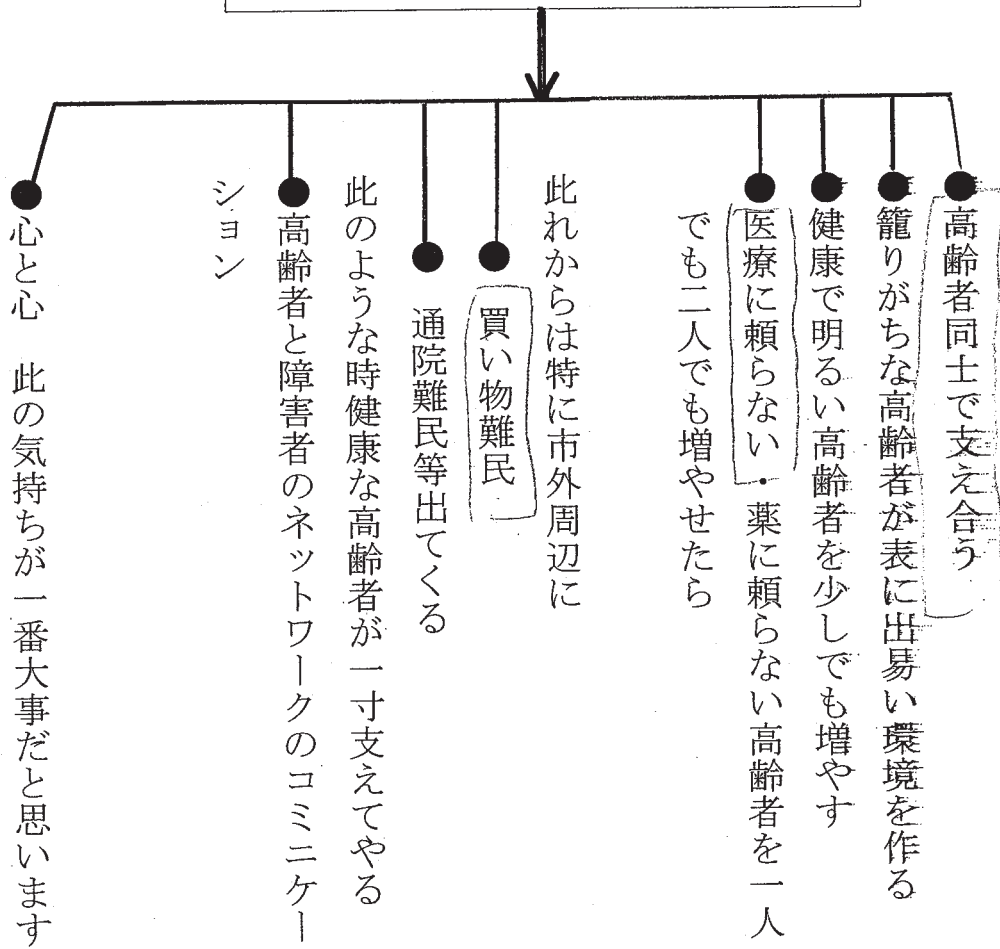 ●高齢者同士で支え合う
●籠りがちな高齢者が表に出易い環境を作る
●健康で明るい高齢者を少しでも増やす
●医療に頼らない・薬に頼らない高齢者を一人
でも二人でも増やせたら
此れからは特に市外周辺に
●買い物難民
●通院難民等出てくる
此のような時健康な高齢者が一寸支えてやる
●高齢者と障害者のネットワークのコミニケー
ション
●心と心　此の気持ちが一番大事だと思います